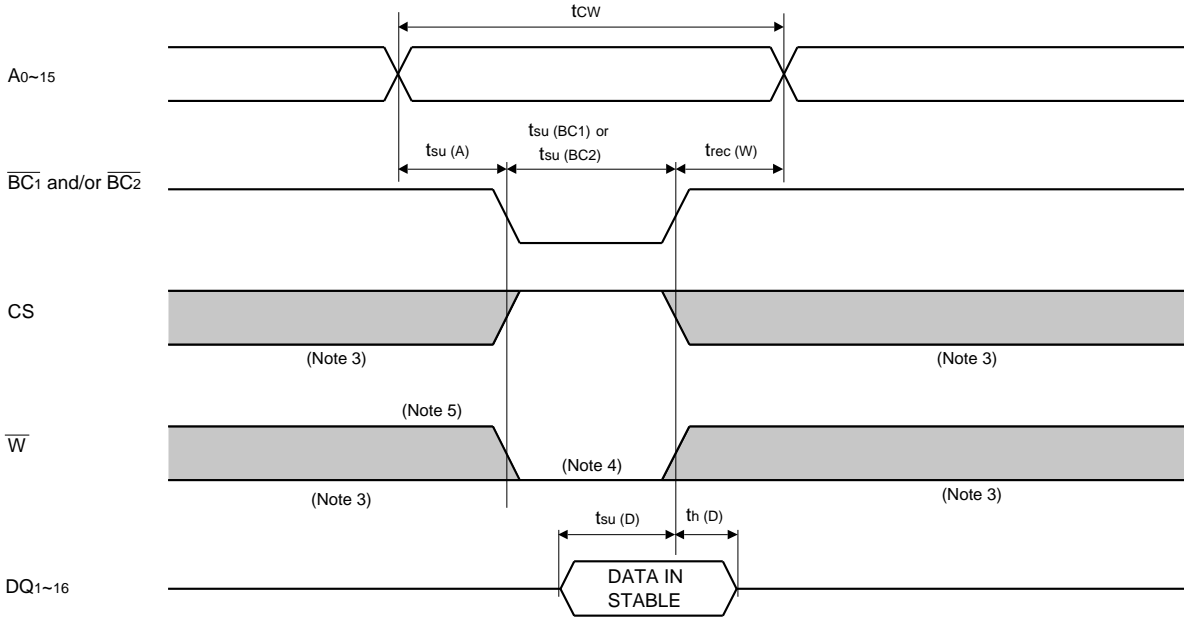 tCW
A0~15
tsu (A)
tsu (BC1) or
tsu (BC2)
trec (W)
BC1 and/or BC2
CS
(Note 3)
(Note 3)
(Note 5)
W
(Note 4)
(Note 3)
(Note 3)
tsu (D)
th (D)
DQ1~16
DATA IN
STABLE